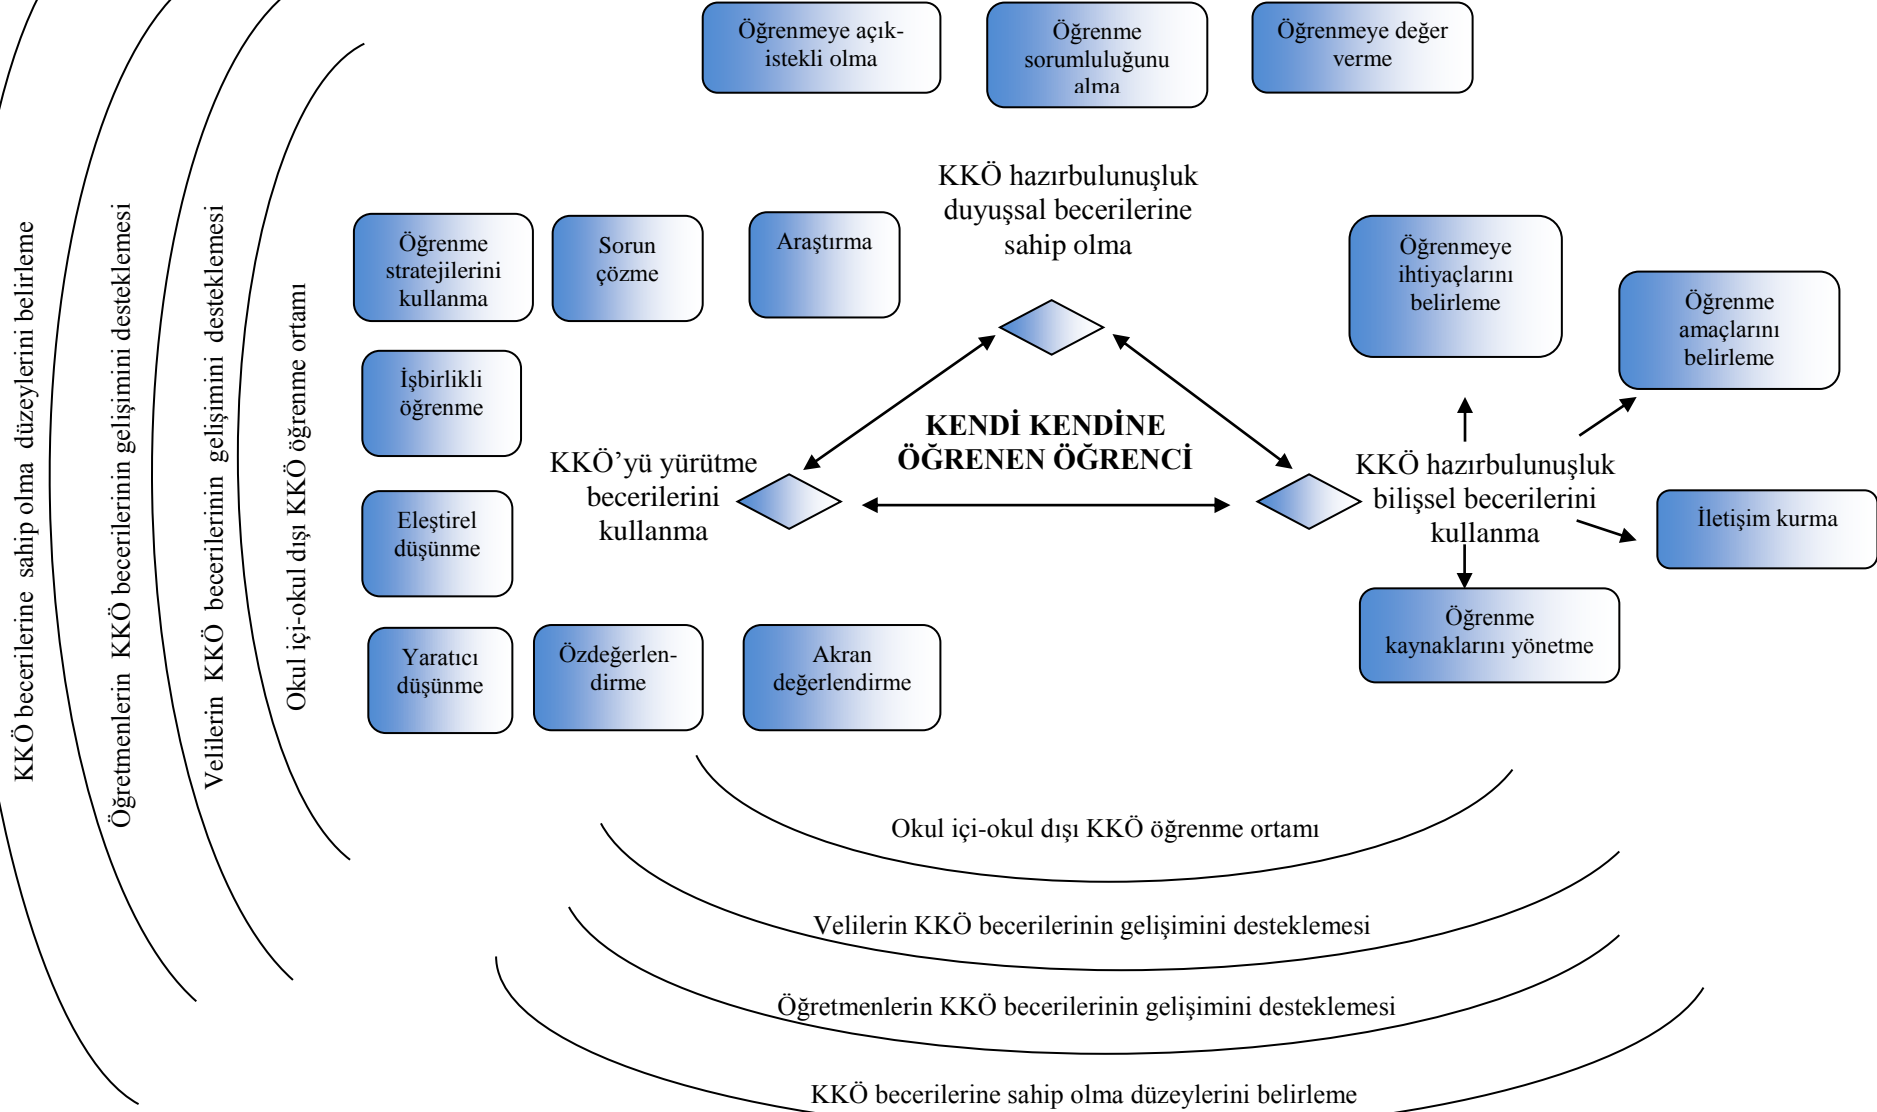 Öğrenmeye açık-
istekli olma
Öğrenme
sorumluluğunu
alma
Öğrenmeye değer
verme
KKÖ hazırbulunuşluk
duyuşsal becerilerine
sahip olma
Öğrenme
stratejilerini
kullanma
Sorun
çözme
Araştırma
Öğrenmeye
ihtiyaçlarını
belirleme
Öğrenme
amaçlarını
belirleme
İşbirlikli
öğrenme
KENDİ KENDİNE
ÖĞRENEN ÖĞRENCİ
KKÖ’yü yürütme
becerilerini
kullanma
KKÖ hazırbulunuşluk
bilişsel becerilerini
kullanma
Eleştirel
düşünme
İletişim kurma
Öğrenme
kaynaklarını yönetme
Yaratıcı
düşünme
Özdeğerlen-
dirme
Akran
değerlendirme
KKÖ becerilerine sahip olma düzeylerini belirleme
Öğretmenlerin KKÖ becerilerinin gelişimini desteklemesi
Velilerin KKÖ becerilerinin gelişimini desteklemesi
Okul içi-okul dışı KKÖ öğrenme ortamı
Okul içi-okul dışı KKÖ öğrenme ortamı
Velilerin KKÖ becerilerinin gelişimini desteklemesi
Öğretmenlerin KKÖ becerilerinin gelişimini desteklemesi
KKÖ becerilerine sahip olma düzeylerini belirleme